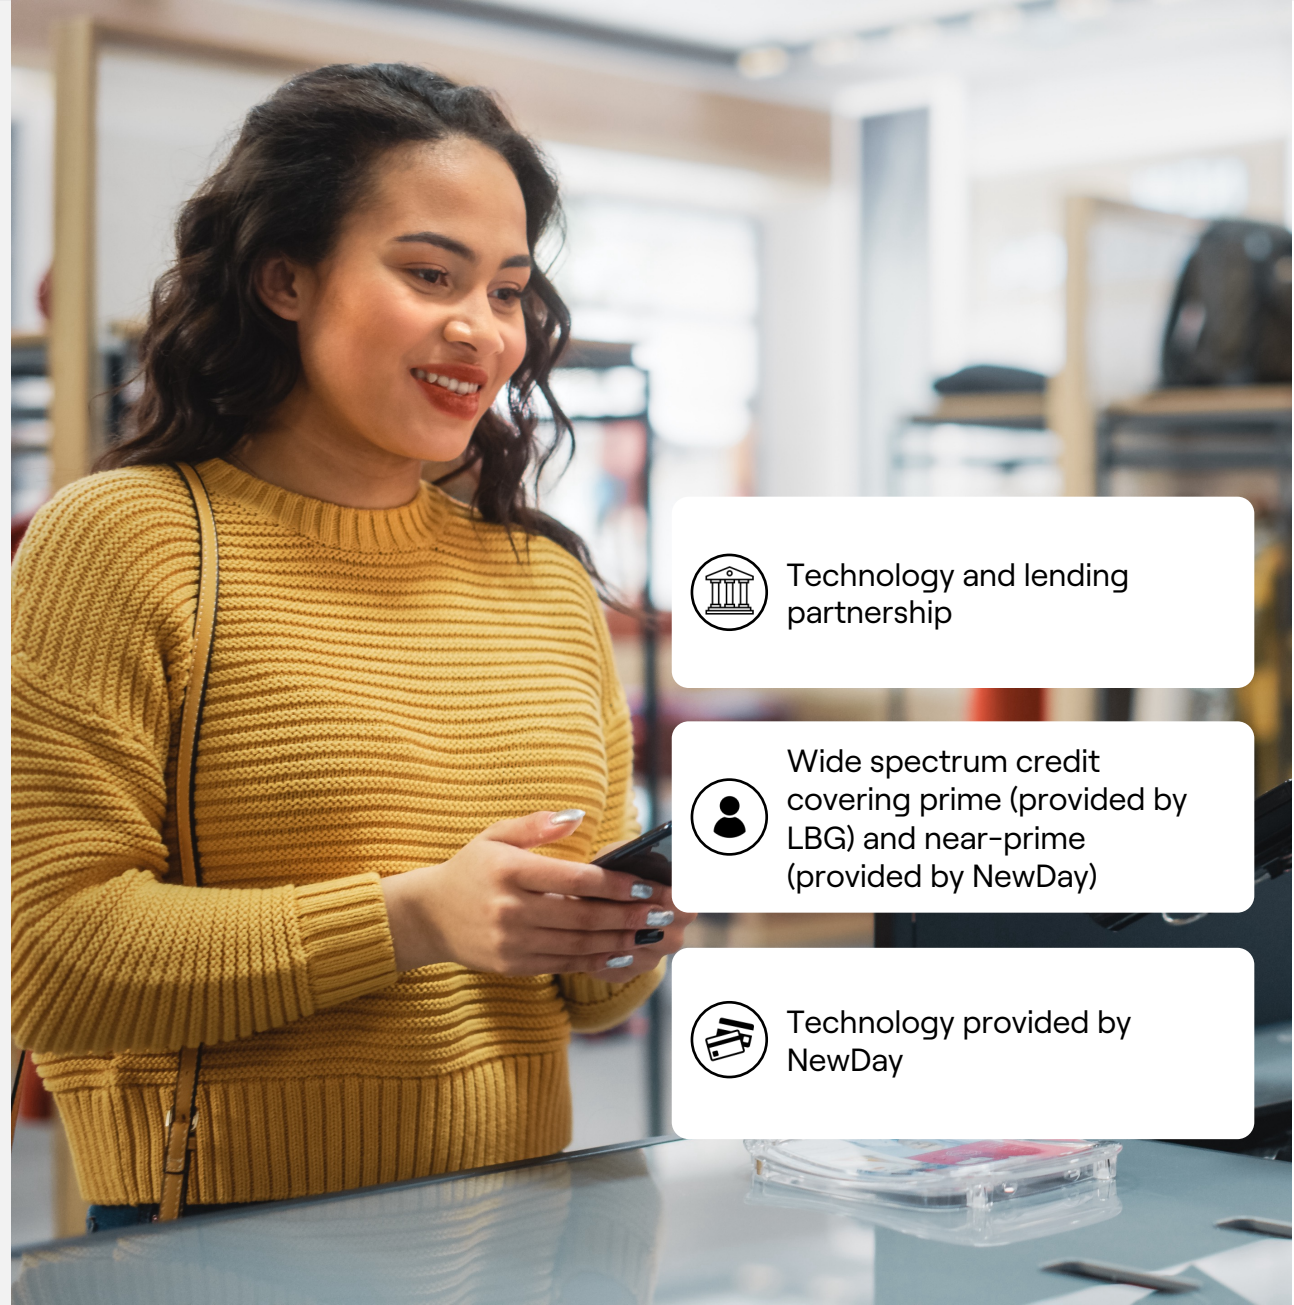 Technology and lending
partnership
Wide spectrum credit
covering prime (provided by
LBG) and near-prime
(provided by NewDay)
Technology provided by
NewDay